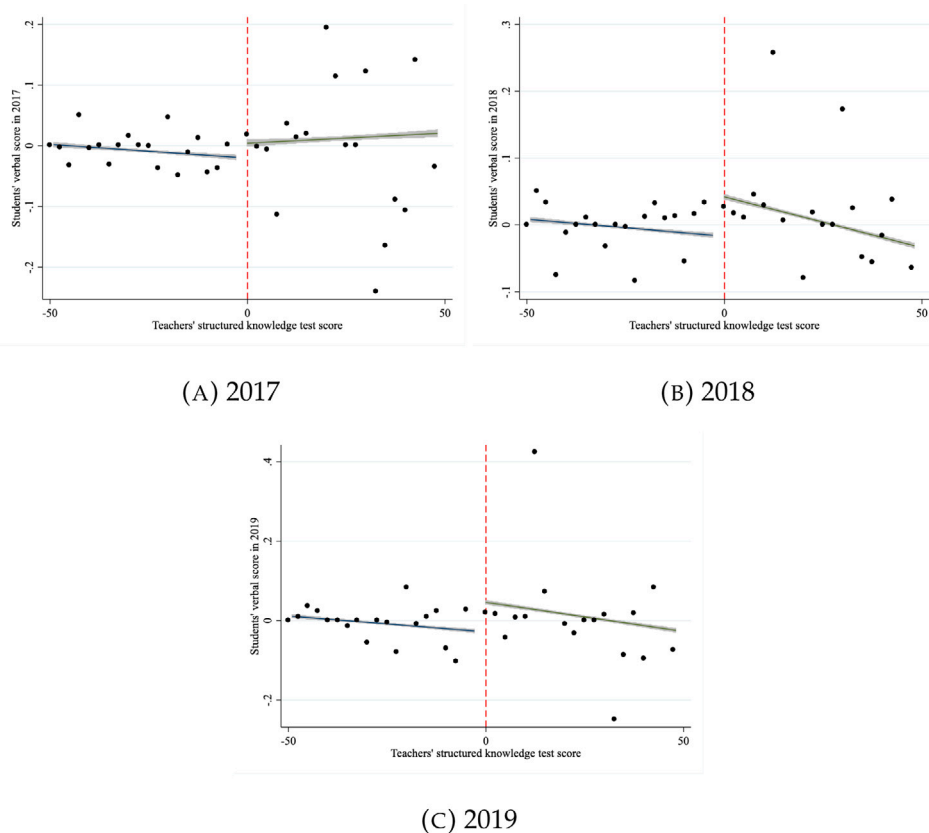 .2
.1
0
-.1
-.2
Students' verbal score in 2017
-50
0
50
Teachers' structured knowledge test score
(A) 2017
.3
.2
.1
0
-.1
Students' verbal score in 2018
-50
0
50
Teachers' structured knowledge test score
(B) 2018
.4
.2
0
-.2
Students' verbal score in 2019
-50
0
50
Teachers' structured knowledge test score
(C) 2019